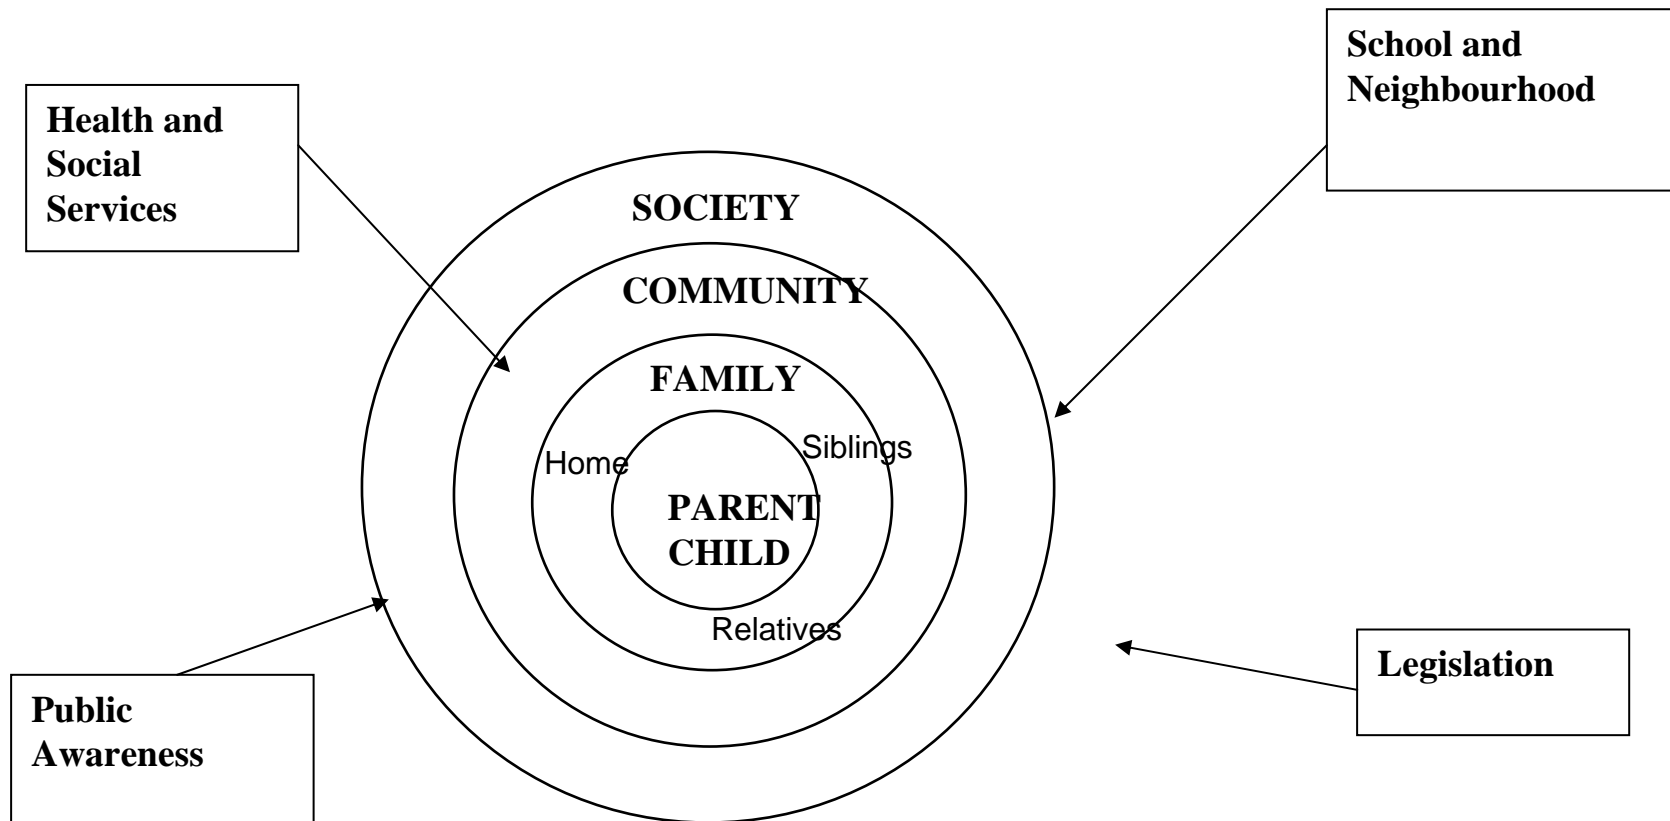 School and
Neighbourhood
Health and
Social
Services
SOCIETY
COMMUNITY
FAMILY
Home
Siblings
PARENT
CHILD
Relatives
Legislation
Public
Awareness